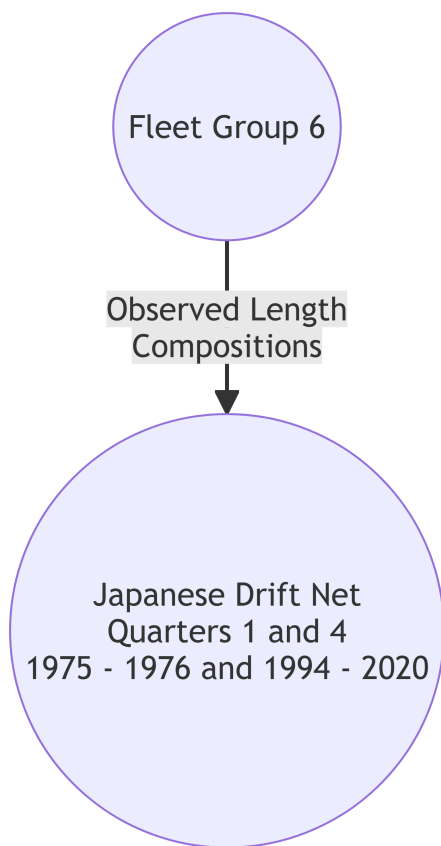 Fleet Group 6
Observed Length
Compositions
Japanese Drift Net
Quarters 1 and 4
1975 - 1976 and 1994 - 2020